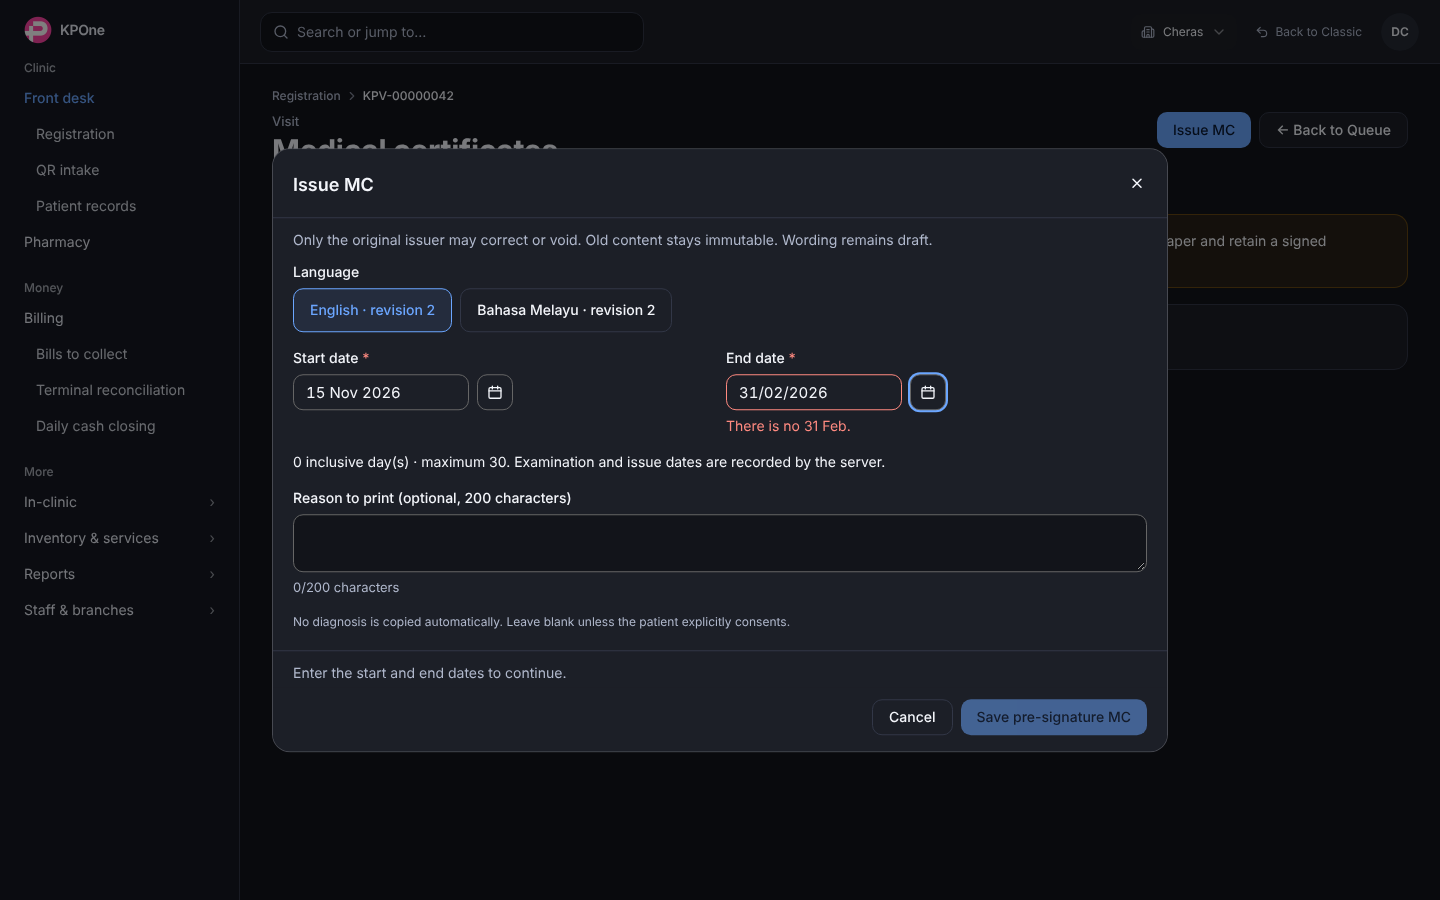 KPOne
Search or jump to...
Cheras
Back to Classic
DC
Clinic
Front desk
Registration
QR intake
Patient records
Pharmacy
Money
Billing
Bills to collect
Terminal reconciliation
Daily cash closing
More
In-clinic
Inventory & services
Reports
Staff & branches
Registration > KPV-00000042
Visit
Medical certificates
Issue MC
← Back to Queue
aper and retain a signed
Issue MC
Only the original issuer may correct or void. Old content stays immutable. Wording remains draft.
Language
English · revision 2
Bahasa Melayu · revision 2
Start date *
End date *
15 Nov 2026
31/02/2026
There is no 31 Feb.
0 inclusive day(s) · maximum 30. Examination and issue dates are recorded by the server.
Reason to print (optional, 200 characters)
0/200 characters
No diagnosis is copied automatically. Leave blank unless the patient explicitly consents.
Enter the start and end dates to continue.
Cancel
Save pre-signature MC